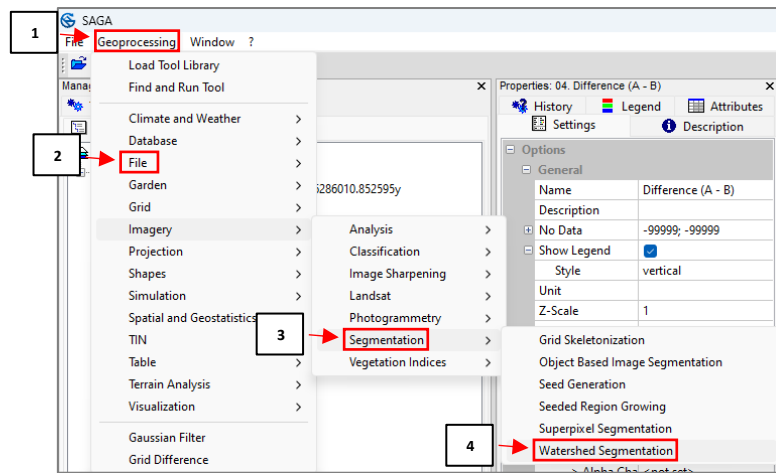 SAGA
1
File Geoprocessing Window ?
Load Tool Library
Find and Run Tool
Climate and Weather
Database
2
File
Garden
Grid
Imagery
Projection
Shapes
Simulation
Spatial and Geostatistics
TIN
Table
Terrain Analysis
Visualization
Gaussian Filter
Grid Difference
5286010.852595y
Analysis
Classification
Image Sharpening
Landsat
Photogrammetry
3
Segmentation
Vegetation Indices
Properties: 04. Difference (A - B)
History Legend Attributes
Settings Description
Options
General
Name Difference (A - B)
Description
No Data -99999; -99999
Show Legend
Style vertical
Unit
Z-Scale 1
Grid Skeletonization
Object Based Image Segmentation
Seed Generation
Seeded Region Growing
Superpixel Segmentation
4
Watershed Segmentation